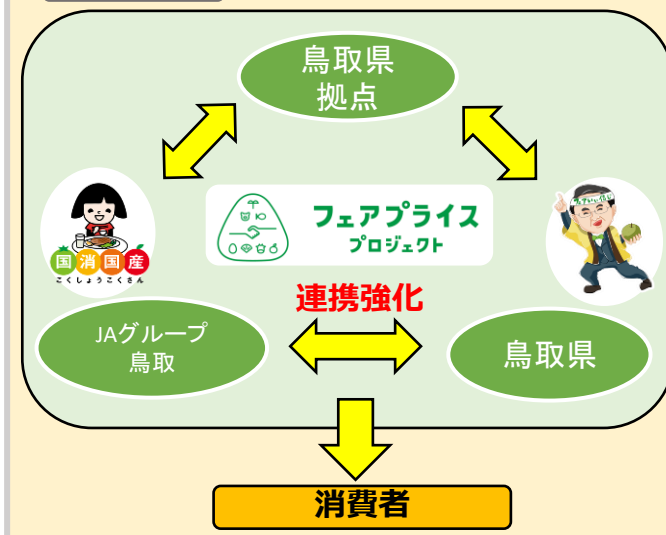 鳥取県
拠点
フェアプライス
プロジェクト
国消国産
こくしょうこくさん
連携強化
JAグループ
鳥取
鳥取県
消費者